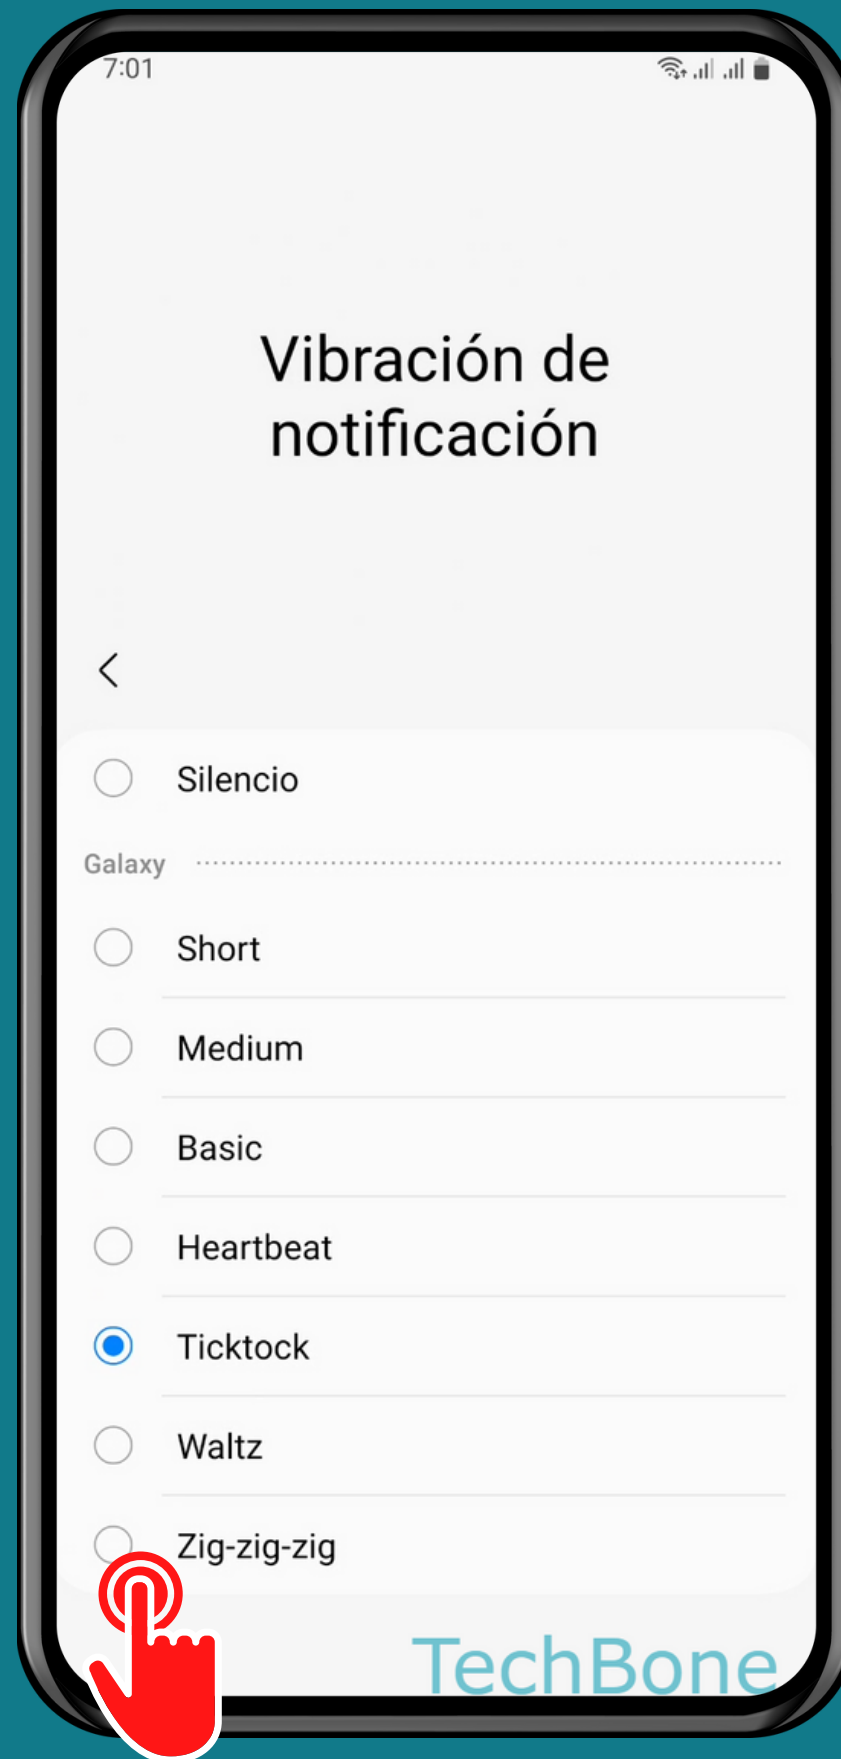 7:01
Vibración de
notificación
Silencio
Galaxy
Short
Medium
Basic
Heartbeat
Ticktock
Waltz
Zig-zig-zig
TechBone